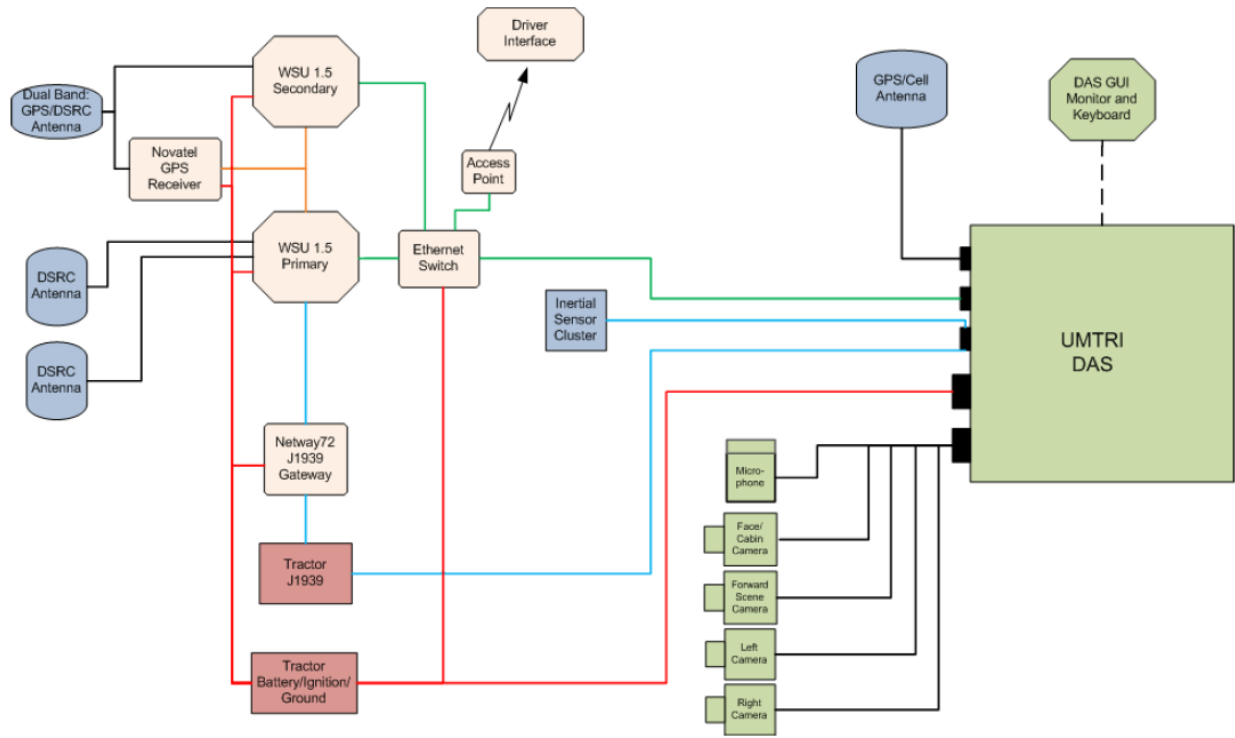 Driver
Interface
WSU 1.5
Secondary
Dual Band:
GPS/DSRC
Antenna
GPS/Cell
Antenna
DAS GUI
Monitor and
Keyboard
Novatel
GPS
Receiver
Access
Point
WSU 1.5
Primary
Ethernet
Switch
DSRC
Antenna
Inertial
Sensor
Cluster
UMTRI
DAS
DSRC
Antenna
Netway72
J1939
Gateway
Micro-
phone
Face/
Cabin
Camera
Tractor
J1939
Forward
Scene
Camera
Left
Camera
Tractor
Battery/Ignition/
Ground
Right
Camera